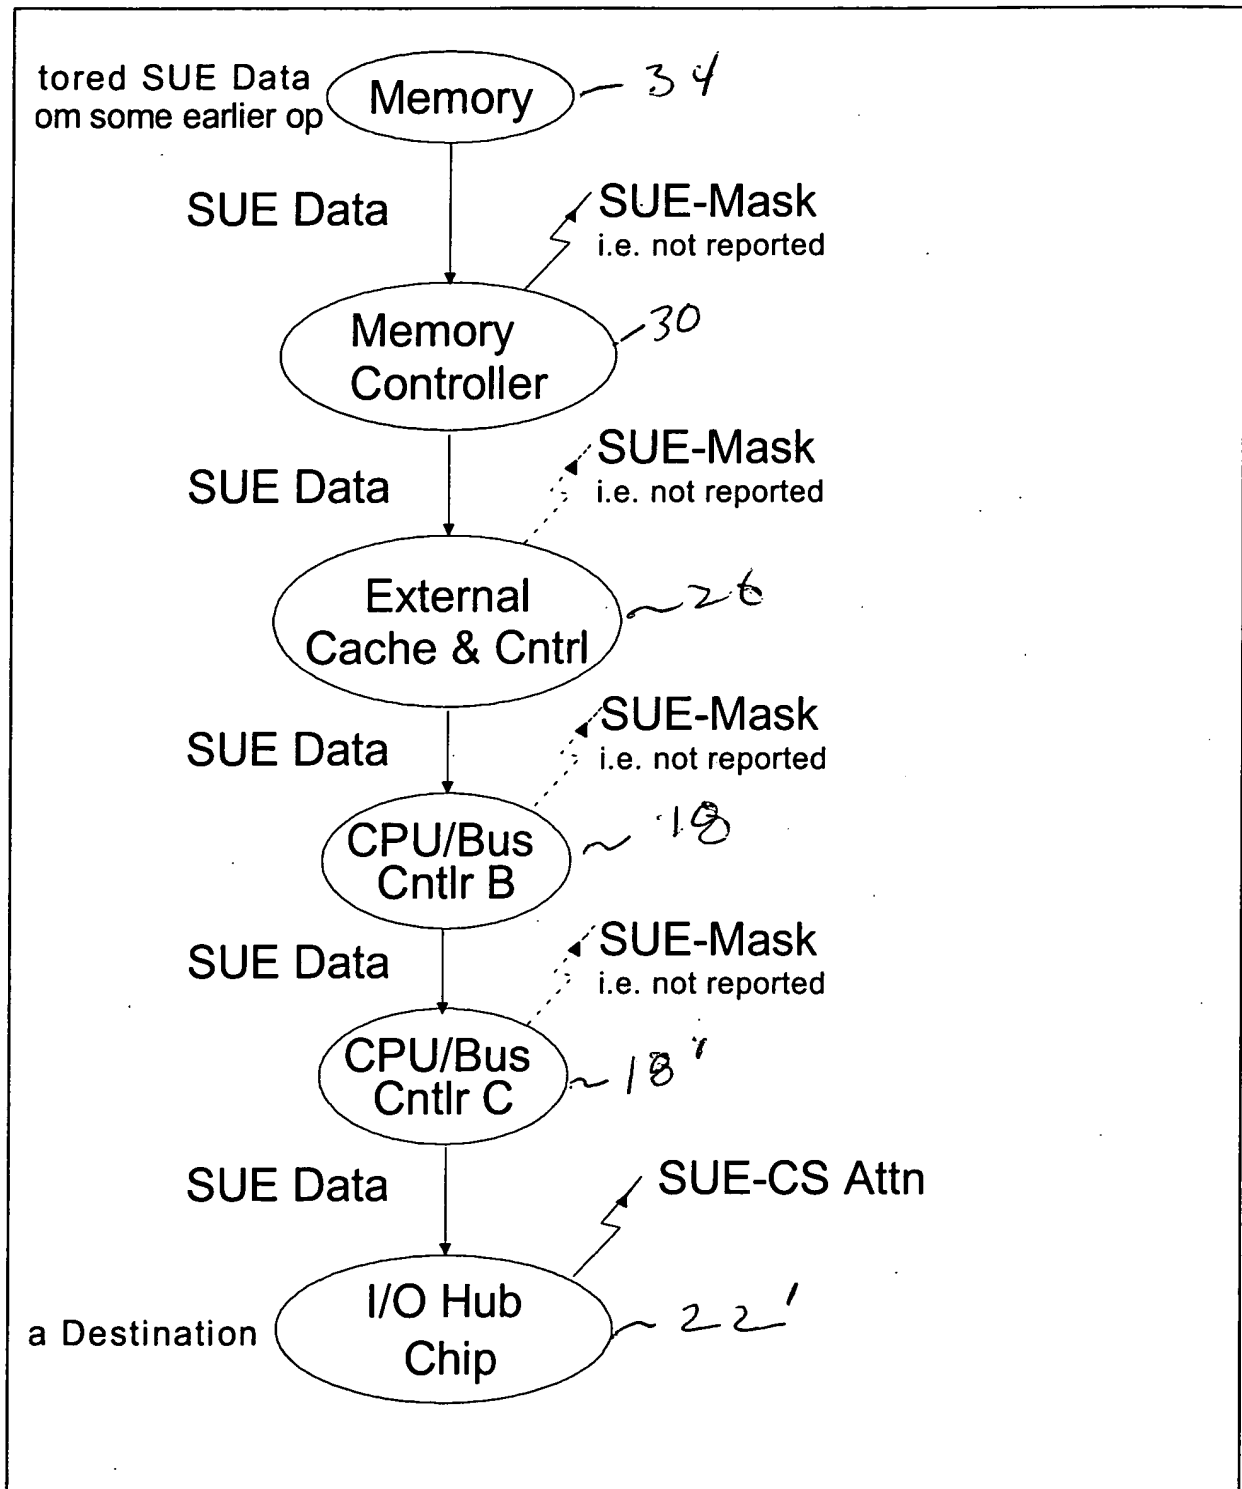 tored SUE Data
om some earlier op
Memory
34
SUE Data
SUE-Mask
i.e. not reported
Memory
Controller
30
SUE Data
SUE-Mask
i.e. not reported
External
Cache & Cntrl
26
SUE Data
SUE-Mask
i.e. not reported
CPU/Bus
Cntlr B
18
SUE Data
SUE-Mask
i.e. not reported
CPU/Bus
Cntlr C
18'
SUE Data
SUE-CS Attn
a Destination
I/O Hub
Chip
22'